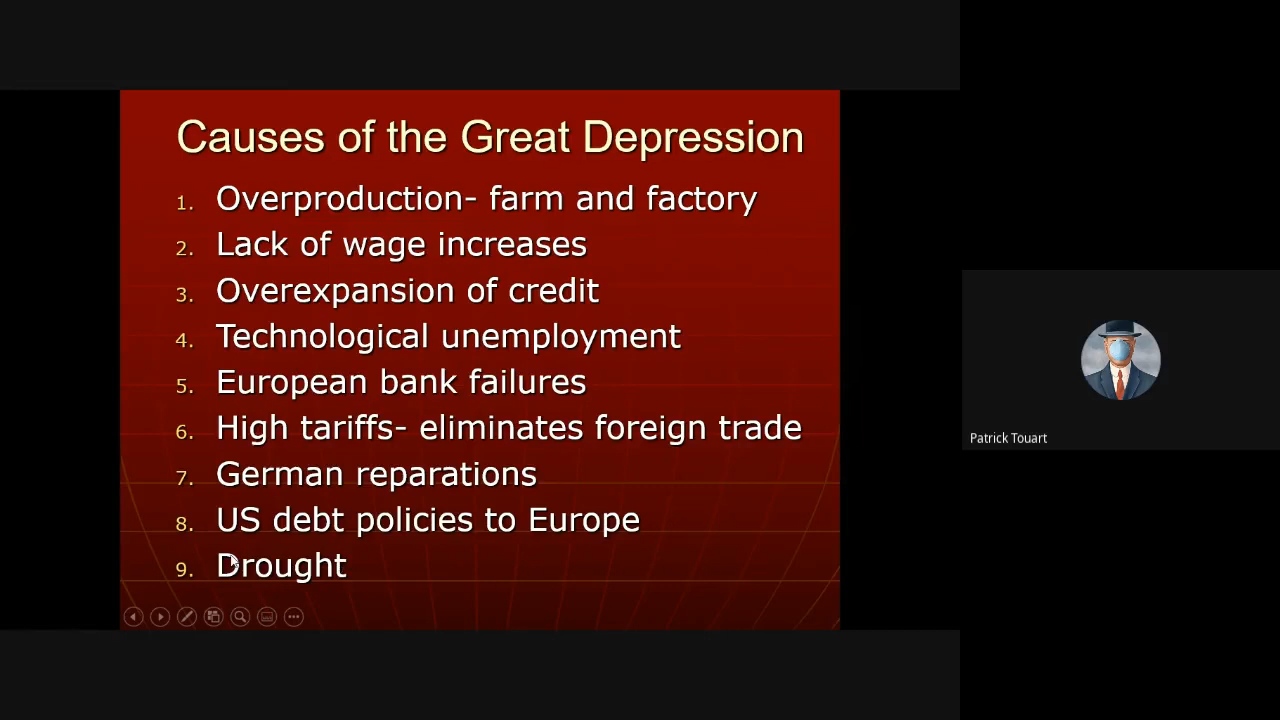 Causes of the Great Depression
1. Overproduction- farm and factory
2. Lack of wage increases
3. Overexpansion of credit
4. Technological unemployment
5. European bank failures
6. High tariffs- eliminates foreign trade
7. German reparations
8. US debt policies to Europe
9. Drought
Patrick Touart